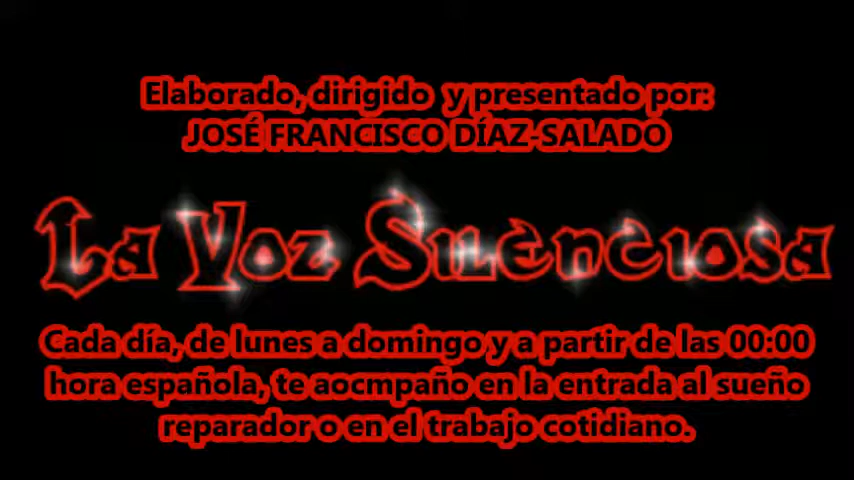 Elaborado, dirigido y presentado por:
JOSÉ FRANCISCO DÍAZ-SALADO
La Voz Silenciosa
Cada día, de lunes a domingo y a partir de las 00:00
hora española, te aocmpaño en la entrada al sueño
reparador o en el trabajo cotidiano.